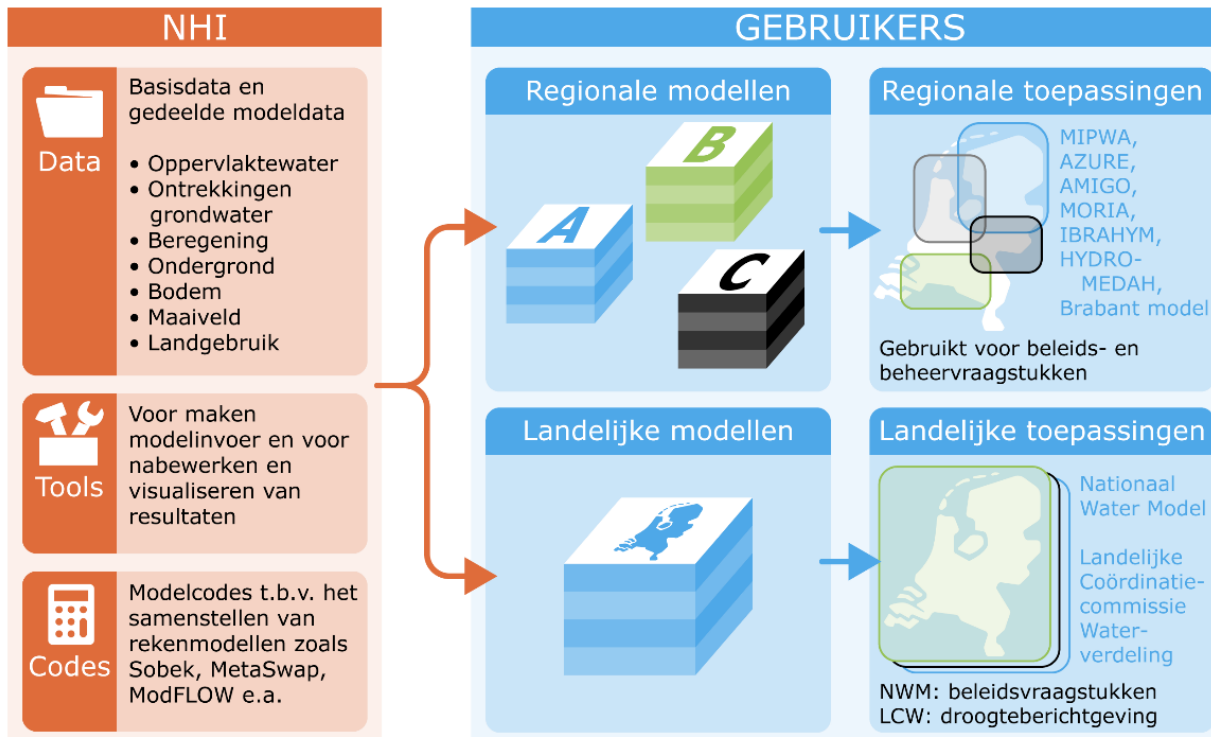 NHI
Data
Basisdata en
gedeelde modeldata
• Oppervlaktewater
• Ontrekkingen
grondwater
• Beregening
• Ondergrond
• Bodem
• Maaiveld
• Landgebruik
Tools
Voor maken
modelinvoer en voor
nabewerken en
visualiseren van
resultaten
Codes
Modelcodes t.b.v. het
samenstellen van
rekenmodellen zoals
Sobek, MetaSwap,
ModFLOW e.a.
GEBRUIKERS
Regionale modellen
A
B
C
Regionale toepassingen
MIPWA,
AZURE,
AMIGO,
MORIA,
IBRAHYM,
HYDRO-
MEDAH,
Brabant model
Gebruikt voor beleids- en
beheervraagstukken
Landelijke modellen
Landelijke toepassingen
Nationaal
Water Model
Landelijke
Coördinatie-
commissie
Water-
verdeling
NWM: beleidsvraagstukken
LCW: droogteberichtgeving